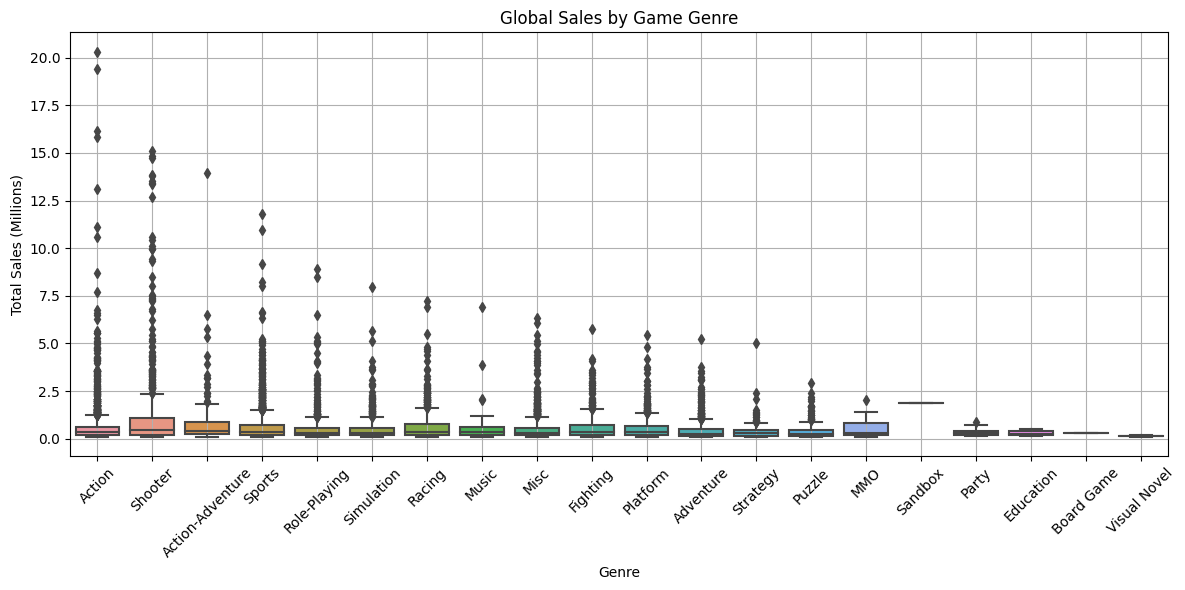 Global Sales by Game Genre
Total Sales (Millions)
20.0
17.5
15.0
12.5
10.0
7.5
5.0
2.5
0.0
Action
Shooter
Action-Adventure
Sports
Role-Playing
Simulation
Racing
Music
Misc
Fighting
Platform
Adventure
Strategy
Puzzle
MMO
Sandbox
Party
Education
Board Game
Visual Novel
Genre